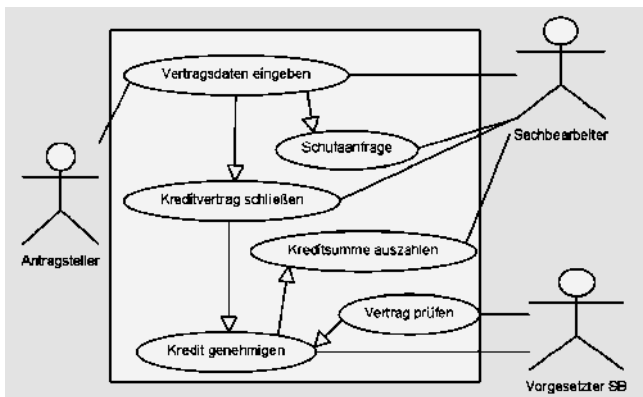 Vertragsdaten eingeben
Schufaanfrage
Sachbearbeiter
Kreditvertrag schließen
Antragsteller
Kreditsumme auszahlen
Vertrag prüfen
Kredit genehmigen
Vorgesetzter SB